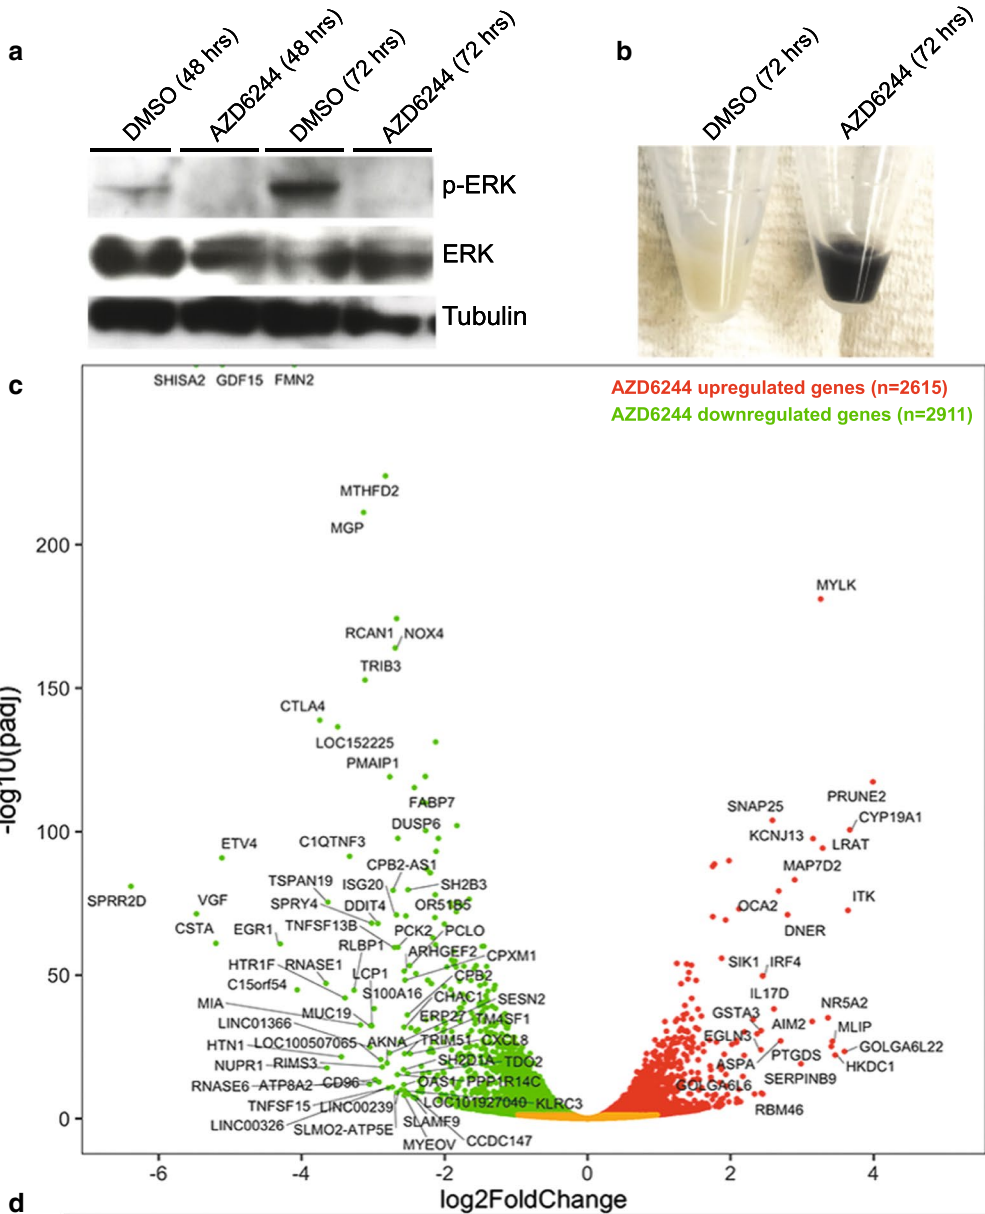 a
DMSO (48 hrs)
AZD6244 (48 hrs)
DMSO (72 hrs)
AZD6244 (72 hrs)
p-ERK
ERK
Tubulin
b
DMSO (72 hrs)
AZD6244 (72 hrs)
c
AZD6244 upregulated genes (n=2615)
AZD6244 downregulated genes (n=2911)
SHISA2 GDF15 FMN2
MTHFD2
MGP
200
MYLK
RCAN1 NOX4
TRIB3
150
CTLA4
LOC152225
PMAIP1
FABP7
SNAP25
PRUNE2
CYP19A1
DUSP6
100
KCNJ13
LRAT
ETV4
C1QTNF3
CPB2-AS1
MAP7D2
TSPAN19
ISG20
SH2B3
SPRR2D
VGF
SPRY4
DDIT4
OR51B5
OCA2
ITK
CSTA
EGR1
TNFSF13B
PCK2
PCLO
DNER
RLBP1
ARHGEF2
CPXM1
HTR1F
RNASE1
LCP1
CPB2
SIK1
IRF4
50
C15orf54
S100A16
CHAC1
SESN2
IL17D
MIA
MUC19
ERP27
TM4SF1
GSTA3
AIM2
NR5A2
LINC01366
EGLN3
MLIP
HTN1
LOC100507065
AKNA
TRIM51
CXCL8
GOLGA6L22
NUPR1
RIMS3
SH2D1A
TDO2
ASPA
PTGDS
HKDC1
RNASE6
ATP8A2
CD96
OAS1
PPP1R14C
GOLGA6L6
SERPINB9
TNFSF15
LINC00239
LOC101927040
KLRC3
RBM46
LINC00326
SLMO2-ATP5E
SLAMF9
MYEOV
CCDC147
0
-log10(padj)
-6 -4 -2 0 2 4
log2FoldChange
d